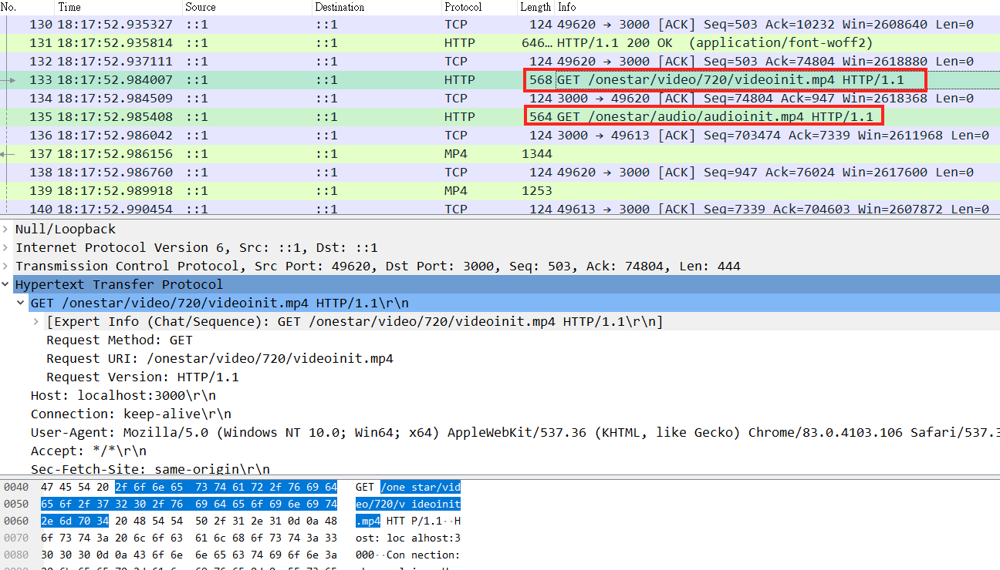 No. Time Source Destination Protocol Length Info
130 18:17:52.935327 ::1 ::1 TCP 124 49620 → 3000 [ACK] Seq=503 Ack=10232 Win=2608640 Len=0
131 18:17:52.935814 ::1 ::1 HTTP 646… HTTP/1.1 200 OK (application/font-woff2)
132 18:17:52.937111 ::1 ::1 TCP 124 49620 → 3000 [ACK] Seq=503 Ack=74804 Win=2618880 Len=0
133 18:17:52.984007 ::1 ::1 HTTP 568 GET /onestar/video/720/videoinit.mp4 HTTP/1.1
134 18:17:52.984509 ::1 ::1 TCP 124 3000 → 49620 [ACK] Seq=74804 Ack=947 Win=2618368 Len=0
135 18:17:52.985408 ::1 ::1 HTTP 564 GET /onestar/audio/audioinit.mp4 HTTP/1.1
136 18:17:52.986042 ::1 ::1 TCP 124 3000 → 49613 [ACK] Seq=703474 Ack=7339 Win=2611968 Len=0
137 18:17:52.986156 ::1 ::1 MP4 1344
138 18:17:52.986760 ::1 ::1 TCP 124 49620 → 3000 [ACK] Seq=947 Ack=76024 Win=2617600 Len=0
139 18:17:52.989918 ::1 ::1 MP4 1253
140 18:17:52.990454 ::1 ::1 TCP 124 49613 → 3000 [ACK] Seq=7339 Ack=704603 Win=2607872 Len=0
Null/Loopback
Internet Protocol Version 6, Src: ::1, Dst: ::1
Transmission Control Protocol, Src Port: 49620, Dst Port: 3000, Seq: 503, Ack: 74804, Len: 444
Hypertext Transfer Protocol
GET /onestar/video/720/videoinit.mp4 HTTP/1.1\r\n
[Expert Info (Chat/Sequence): GET /onestar/video/720/videoinit.mp4 HTTP/1.1\r\n]
Request Method: GET
Request URI: /onestar/video/720/videoinit.mp4
Request Version: HTTP/1.1
Host: localhost:3000\r\n
Connection: keep-alive\r\n
User-Agent: Mozilla/5.0 (Windows NT 10.0; Win64; x64) AppleWebKit/537.36 (KHTML, like Gecko) Chrome/83.0.4103.106 Safari/537.3
Accept: */*\r\n
Sec-Fetch-Site: same-origin\r\n
0040 47 45 54 20 2f 6f 6e 65 73 74 61 72 2f 76 69 64 GET /one star/vid
0050 65 6f 2f 37 32 30 2f 76 69 64 65 6f 69 6e 69 74 eo/720/v ideoinit
0060 2e 6d 70 34 20 48 54 54 50 2f 31 2e 31 0d 0a 48 .mp4 HTT P/1.1··H
0070 6f 73 74 3a 20 6c 6f 63 61 6c 68 6f 73 74 3a 33 ost: loc alhost:3
0080 30 30 30 0d 0a 43 6f 6e 6e 65 63 74 69 6f 6e 3a 000··Con nection: